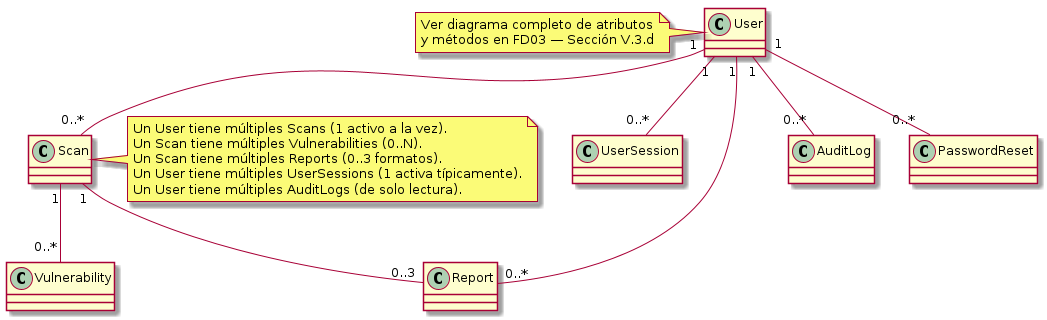 Ver diagrama completo de atributos
y métodos en FD03 — Sección V.3.d
C User
1
1
1
1
1
0..*
0..*
0..*
0..*
Un User tiene múltiples Scans (1 activo a la vez).
Un Scan tiene múltiples Vulnerabilities (0..N).
Un Scan tiene múltiples Reports (0..3 formatos).
Un User tiene múltiples UserSessions (1 activa típicamente).
Un User tiene múltiples AuditLogs (de solo lectura).
C Scan
C UserSession
C AuditLog
C PasswordReset
1
1
0..*
0..3
0..*
C Vulnerability
C Report